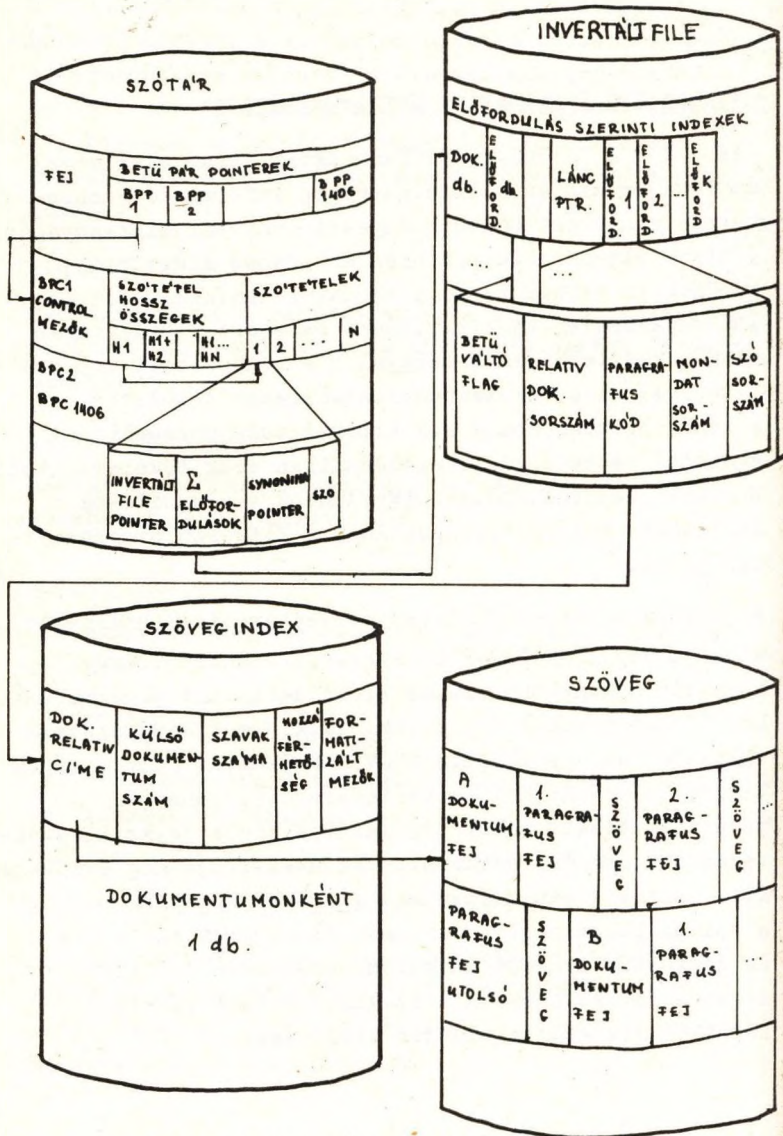 SZÓTÁR
FEJ
BETŰ PÁR POINTEREK
BPP 1
BPP 2
BPP 1406
BPC1
CONTROL
MEZŐK
SZÓTÉTEL
HOSSZ
ÖSSZEGEK
SZÓTÉTELEK
H1
H1+
H2
H1...
HN
1
2
...
N
BPC2
BPC 1406
INVERTÁLT
FILE
POINTER
Σ
ELŐFOR-
DULÁSOK
SYNONIMA
POINTER
SZÓ
INVERTÁLT FILE
ELŐFORDULÁS SZERINTI INDEXEK
DOK.
db.
ELŐFORD.
db.
LÁNC
PTR.
ELŐFORD.
1
ELŐFORD.
2
...
ELŐFORD.
K
...
...
BETŰ
VÁLTÓ
FLAG
RELATIV
DOK.
SORSZÁM
PARAGRA-
FUS
KÓD
MON-
DAT
SOR-
SZÁM
SZÓ
SOR-
SZÁM
SZÖVEG INDEX
DOK.
RELATIV
CÍME
KÜLSŐ
DOKUMEN-
TUM
SZÁM
SZAVAK
SZÁMA
HOZZÁ
FÉR-
HETŐ-
SÉG
FOR-
MATI-
ZÁLT
MEZŐK
DOKUMENTUMONKÉNT
1 db.
SZÖVEG
A
DOKU-
MENTUM
FEJ
1.
PARAGRA-
FUS
FEJ
SZÖVEG
2.
PARAG-
RAFUS
FEJ
SZÖVEG
...
PARAG-
RAFUS
FEJ
UTOLSÓ
SZÖVEG
B
DOKU-
MENTUM
FEJ
1.
PARAG-
RAFUS
FEJ
...